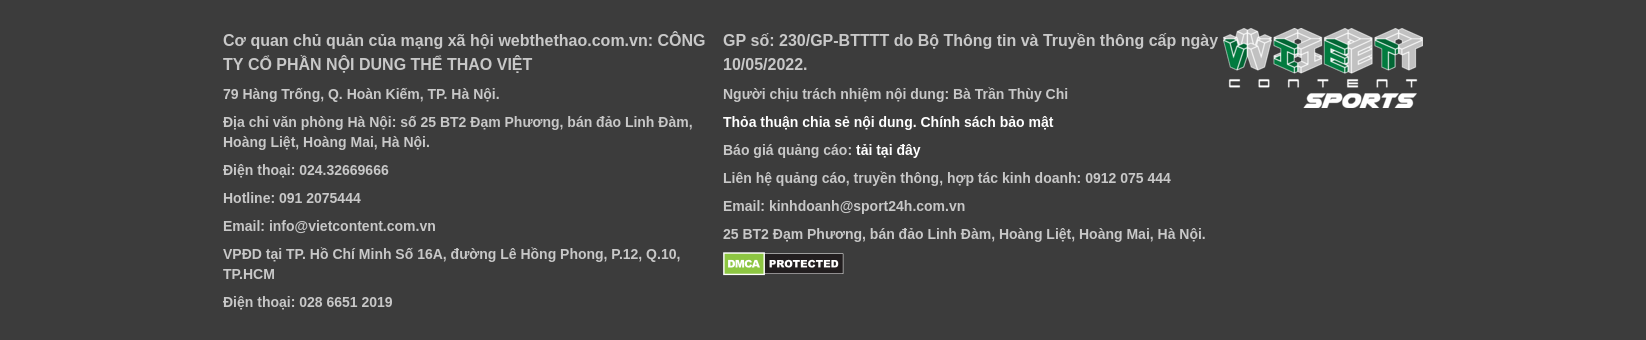 Cơ quan chủ quản của mạng xã hội webthethao.com.vn: CÔNG
TY CỔ PHẦN NỘI DUNG THỂ THAO VIỆT
79 Hàng Trống, Q. Hoàn Kiếm, TP. Hà Nội.
Địa chỉ văn phòng Hà Nội: số 25 BT2 Đạm Phương, bán đảo Linh Đàm,
Hoàng Liệt, Hoàng Mai, Hà Nội.
Điện thoại: 024.32669666
Hotline: 091 2075444
Email: info@vietcontent.com.vn
VPĐD tại TP. Hồ Chí Minh Số 16A, đường Lê Hồng Phong, P.12, Q.10,
TP.HCM
Điện thoại: 028 6651 2019
GP số: 230/GP-BTTTT do Bộ Thông tin và Truyền thông cấp ngày
10/05/2022.
Người chịu trách nhiệm nội dung: Bà Trần Thùy Chi
Thỏa thuận chia sẻ nội dung. Chính sách bảo mật
Báo giá quảng cáo: tải tại đây
Liên hệ quảng cáo, truyền thông, hợp tác kinh doanh: 0912 075 444
Email: kinhdoanh@sport24h.com.vn
25 BT2 Đạm Phương, bán đảo Linh Đàm, Hoàng Liệt, Hoàng Mai, Hà Nội.
DMCA PROTECTED
VIET
CONTENT
SPORTS